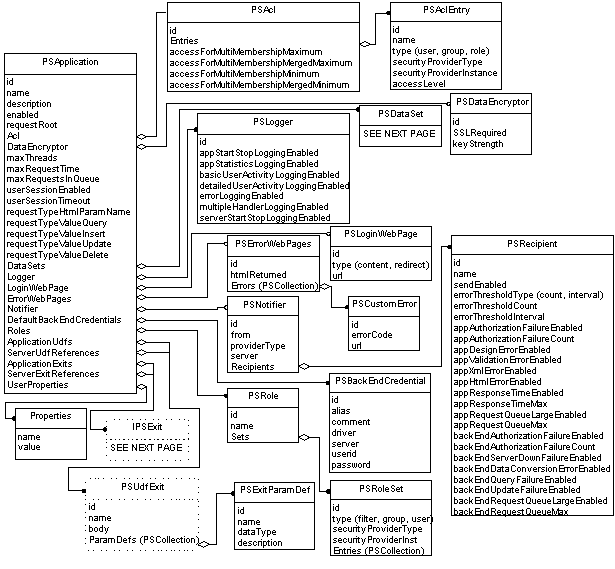 PSApplication
id
name
description
enabled
requestRoot
Acl
DataEncryptor
maxThreads
maxRequestTime
maxRequestsInQueue
userSessionEnabled
userSessionTimeout
requestTypeHtmlParamName
requestTypeValueQuery
requestTypeValueInsert
requestTypeValueUpdate
requestTypeValueDelete
DataSets
Logger
LoginWebPage
ErrorWebPages
Notifier
DefaultBackEndCredentials
Roles
ApplicationUdfs
ServerUdfReferences
ApplicationExits
ServerExitReferences
UserProperties
PSAcl
id
Entries
accessForMultiMembershipMaximum
accessForMultiMembershipMergedMaximum
accessForMultiMembershipMinimum
accessForMultiMembershipMergedMinimum
PSAclEntry
id
name
type (user, group, role)
securityProviderType
securityProviderInstance
accessLevel
PSDataEncryptor
id
SSLRequired
keyStrength
PSDataSet
SEE NEXT PAGE
PSLogger
id
appStartStopLoggingEnabled
appStatisticsLoggingEnabled
basicUserActivityLoggingEnabled
detailedUserActivityLoggingEnabled
errorLoggingEnabled
multipleHandlerLoggingEnabled
serverStartStopLoggingEnabled
PSLoginWebPage
id
type (content, redirect)
url
PSErrorWebPages
id
htmlReturned
Errors (PSCollection)
PSCustomError
id
errorCode
url
PSNotifier
id
from
providerType
server
Recipients
PSRecipient
id
name
sendEnabled
errorThresholdType (count, interval)
errorThresholdCount
errorThresholdInterval
appAuthorizationFailureEnabled
appAuthorizationFailureCount
appDesignErrorEnabled
appValidationErrorEnabled
appXmlErrorEnabled
appHtmlErrorEnabled
appResponseTimeEnabled
appResponseTimeMax
appRequestQueueLargeEnabled
appRequestQueueMax
backEndAuthorizationFailureEnabled
backEndAuthorizationFailureCount
backEndServerDownFailureEnabled
backEndDataConversionErrorEnabled
backEndQueryFailureEnabled
backEndUpdateFailureEnabled
backEndRequestQueueLargeEnabled
backEndRequestQueueMax
PSBackEndCredential
id
alias
comment
driver
server
userid
password
PSRole
id
name
Sets
Properties
name
value
IPSExit
SEE NEXT PAGE
PSUdfExit
id
name
body
ParamDefs (PSCollection)
PSExitParamDef
id
name
dataType
description
PSRoleSet
id
type (filter, group, user)
securityProviderType
securityProviderInst
Entries (PSCollection)